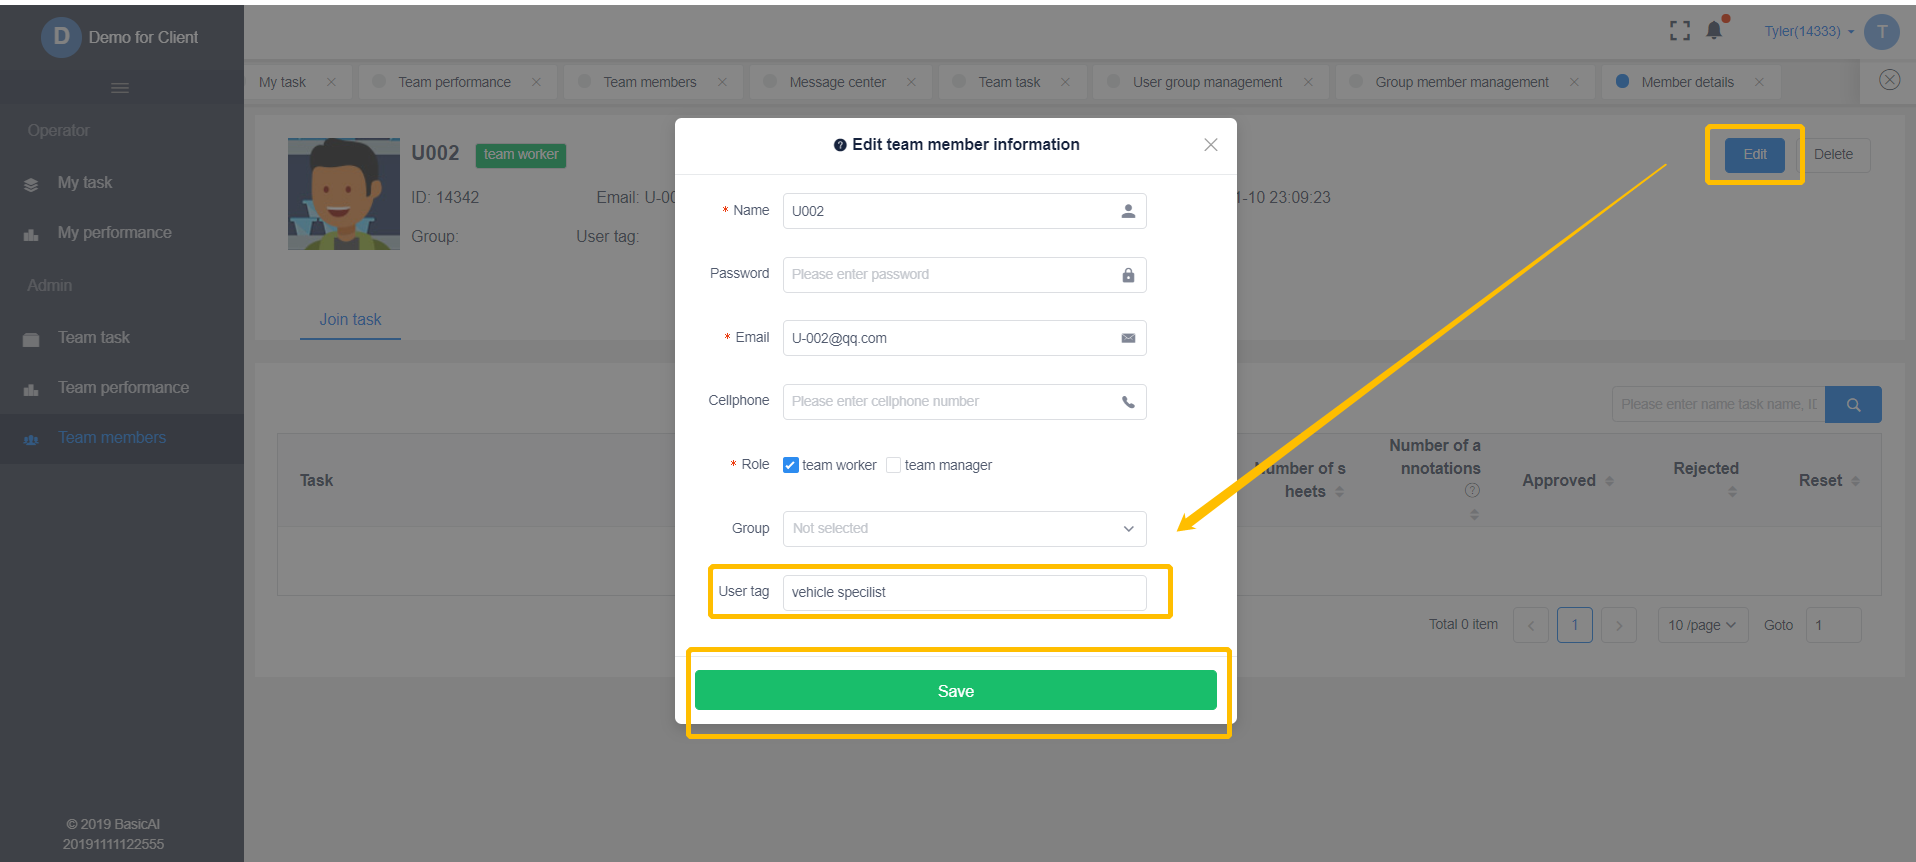 D Demo for Client
Tyler(14333) T
My task
Team performance
Team members
Message center
Team task
User group management
Group member management
Member details
Operator
My task
My performance
Admin
Team task
Team performance
Team members
© 2019 BasicAI
20191111122555
U002 team worker
Edit
Delete
ID: 14342
Email: U-00
1-10 23:09:23
Group:
User tag:
Join task
Please enter name task name, ID
Task
Number of s
heets
Number of a
nnotations
Approved
Rejected
Reset
Total 0 item
1
10 /page
Goto 1
Edit team member information
* Name U002
Password Please enter password
* Email U-002@qq.com
Cellphone Please enter cellphone number
* Role team worker team manager
Group Not selected
User tag vehicle specilist
Save